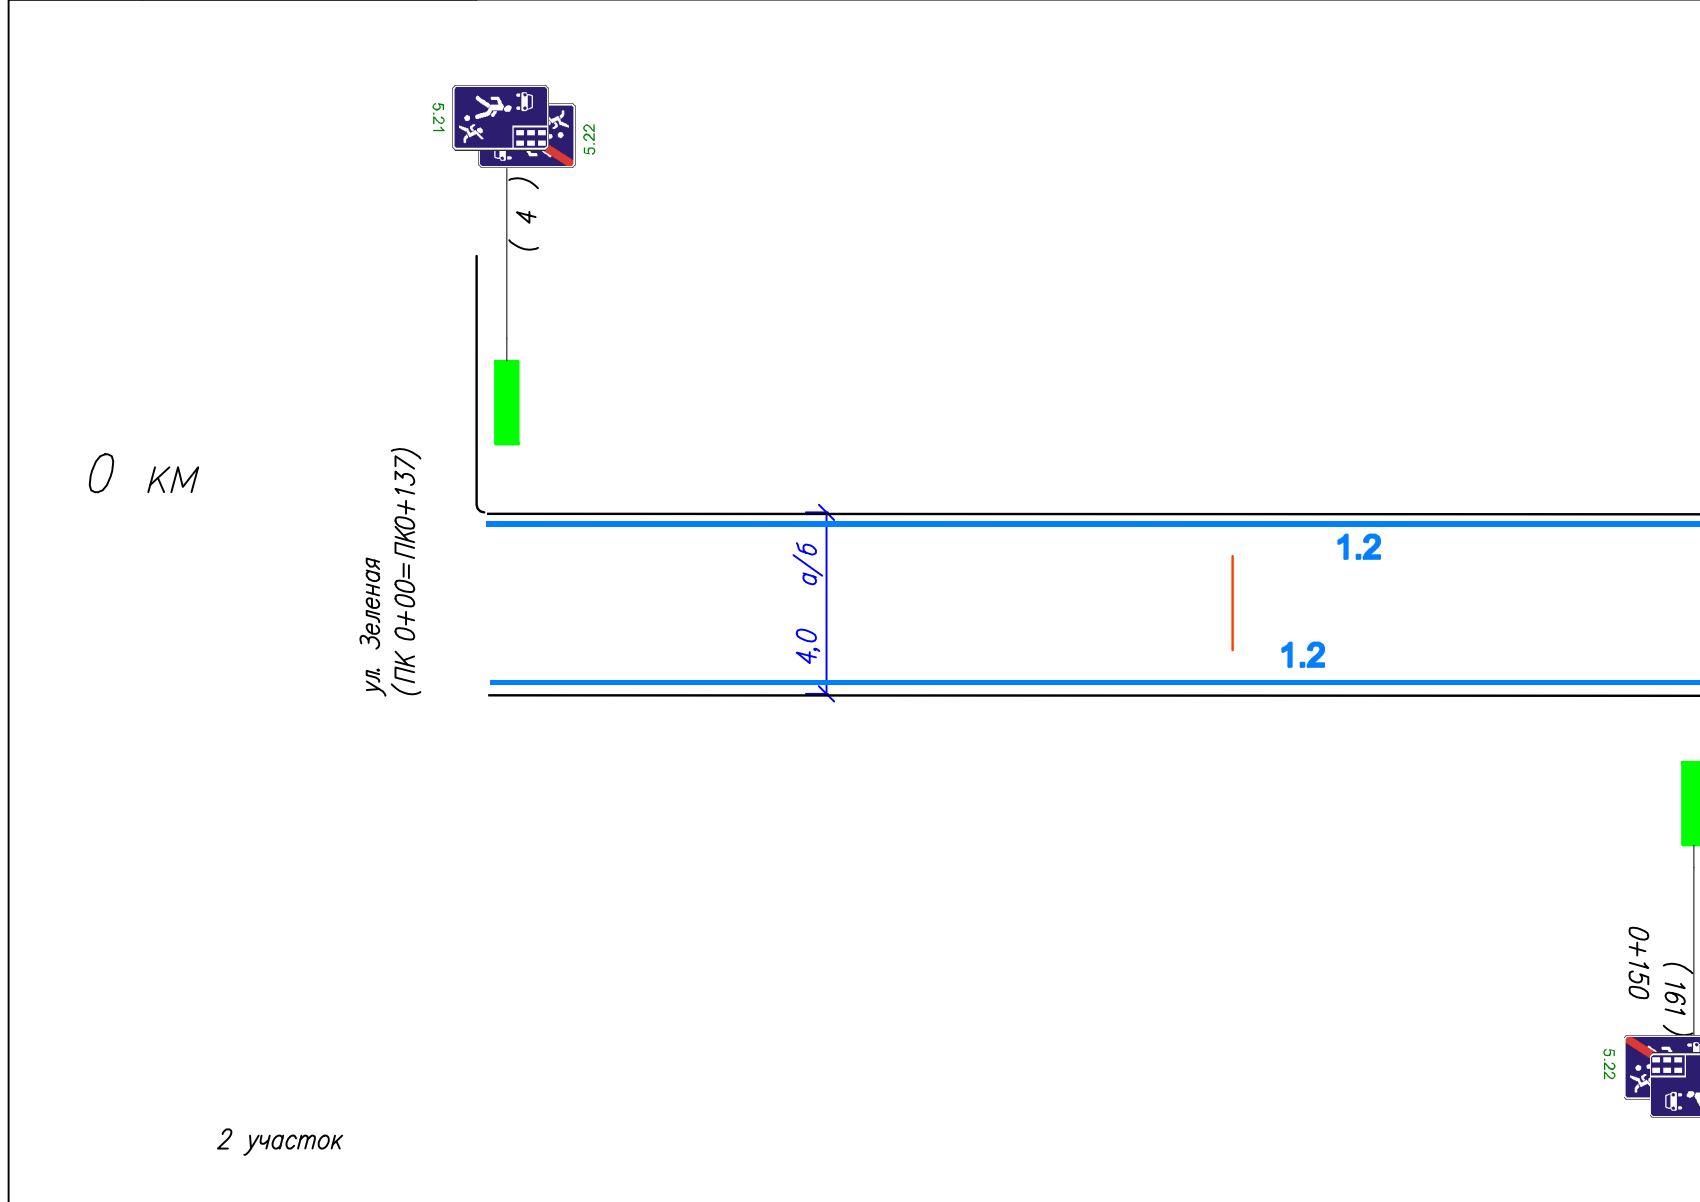 5.21
5.22
( 4 )
0 км
ул. Зеленая
(ПК 0+00=ПК0+137)
4,0 а/б
1.2
1.2
0+150
(161)
5.22
2 участок